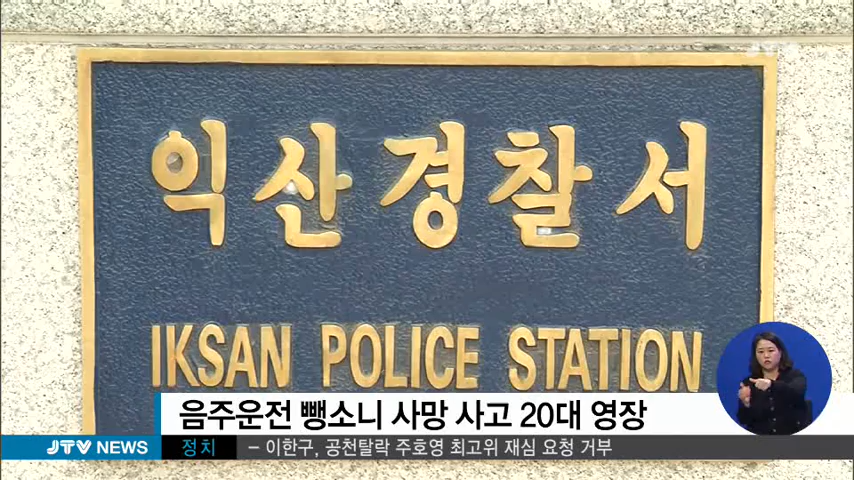 JTV
익산경찰서
IKSAN POLICE STATION
음주운전 뺑소니 사망 사고 20대 영장
JTV NEWS 정치 - 이한구, 공천탈락 주호영 최고위 재심 요청 거부